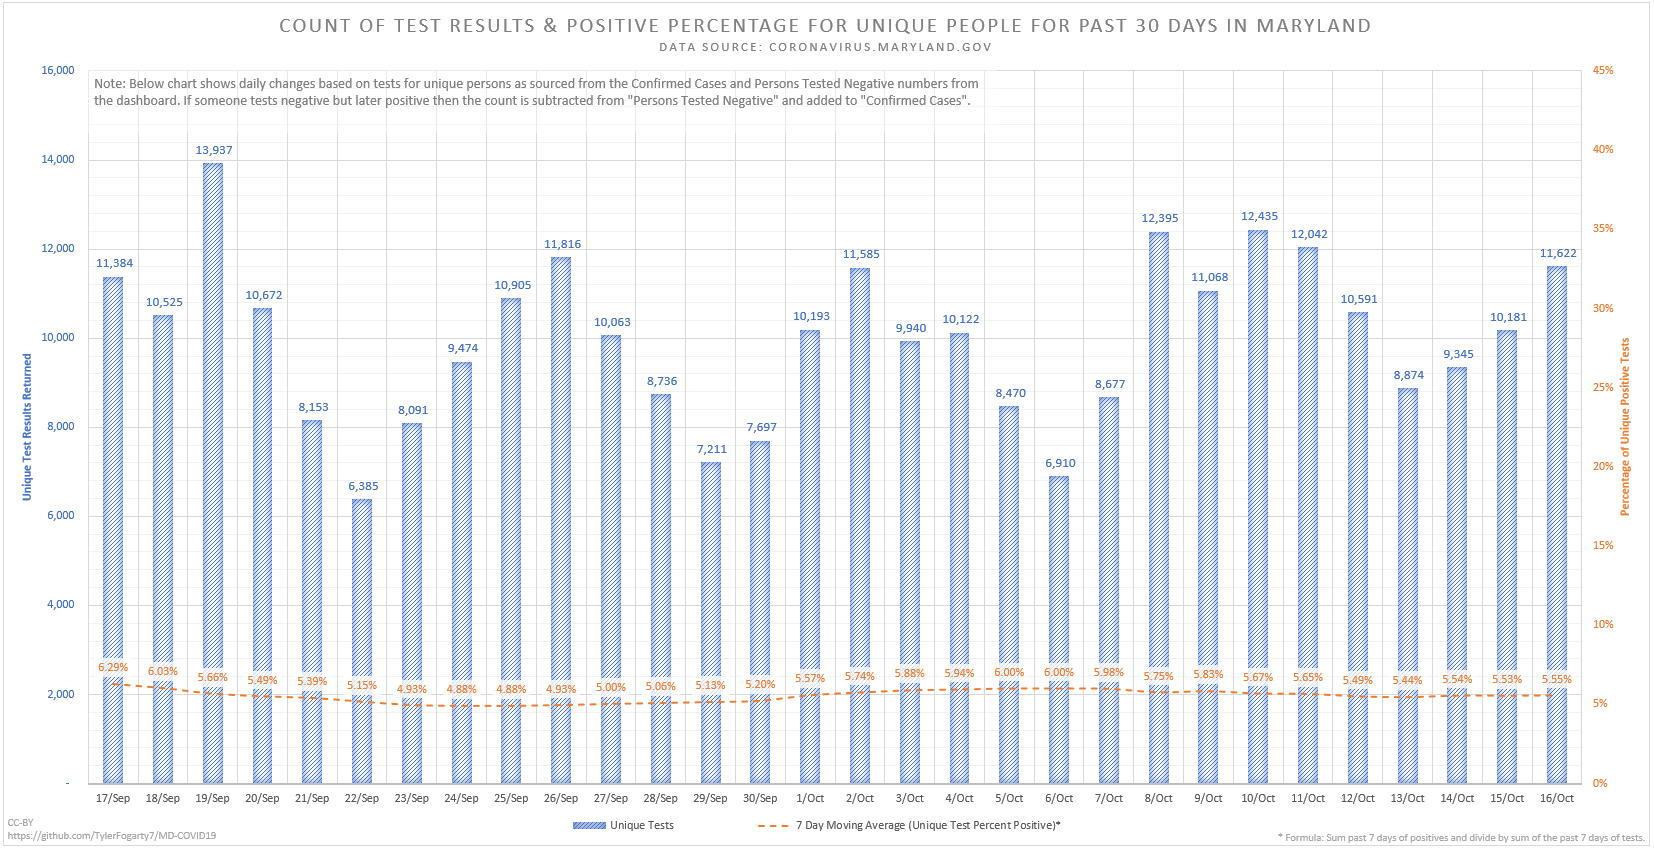 COUNT OF TEST RESULTS & POSITIVE PERCENTAGE FOR UNIQUE PEOPLE FOR PAST 30 DAYS IN MARYLAND
DATA SOURCE: CORONAVIRUS.MARYLAND.GOV
Note: Below chart shows daily changes based on tests for unique persons as sourced from the Confirmed Cases and Persons Tested Negative numbers from
the dashboard. If someone tests negative but later positive then the count is subtracted from "Persons Tested Negative" and added to "Confirmed Cases".
Unique Test Results Returned
16,000
14,000
12,000
10,000
8,000
6,000
4,000
2,000
-
11,384 10,525 13,937 10,672 8,153 6,385 8,091 9,474 10,905 11,816 10,063 8,736 7,211 7,697 10,193 11,585 9,940 10,122 8,470 6,910 8,677 12,395 11,068 12,435 12,042 10,591 8,874 9,345 10,181 11,622
6.29% 6.03% 5.66% 5.49% 5.39% 5.15% 4.93% 4.88% 4.88% 4.93% 5.00% 5.06% 5.13% 5.20% 5.57% 5.74% 5.88% 5.94% 6.00% 6.00% 5.98% 5.75% 5.83% 5.67% 5.65% 5.49% 5.44% 5.54% 5.53% 5.55%
45%
40%
35%
30%
25%
20%
15%
10%
5%
0%
Percentage of Unique Positive Tests
17/Sep 18/Sep 19/Sep 20/Sep 21/Sep 22/Sep 23/Sep 24/Sep 25/Sep 26/Sep 27/Sep 28/Sep 29/Sep 30/Sep 1/Oct 2/Oct 3/Oct 4/Oct 5/Oct 6/Oct 7/Oct 8/Oct 9/Oct 10/Oct 11/Oct 12/Oct 13/Oct 14/Oct 15/Oct 16/Oct
Unique Tests 7 Day Moving Average (Unique Test Percent Positive)*
CC-BY
https://github.com/TylerFogarty7/MD-COVID19
* Formula: Sum past 7 days of positives and divide by sum of the past 7 days of tests.